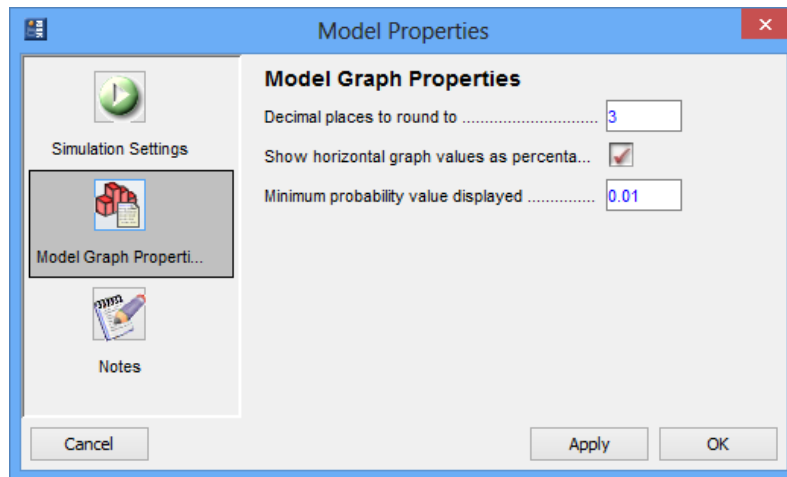 Model Properties
Simulation Settings
Model Graph Properti...
Notes
Model Graph Properties
Decimal places to round to .............................. 3
Show horizontal graph values as percenta...
Minimum probability value displayed ............... 0.01
Cancel
Apply
OK